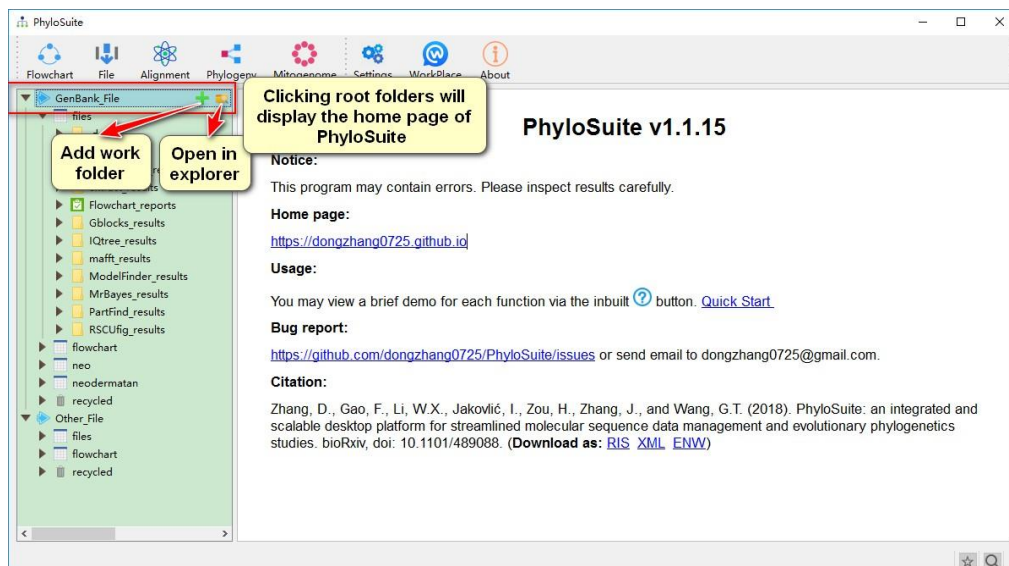 PhyloSuite
Flowchart File Alignment Phylogeny Mitogenome Settings WorkPlace About
GenBank_File
files
Clicking root folders will
display the home page of
PhyloSuite
Add work
folder
Open in
explorer
Flowchart_reports
Gblocks_results
IQtree_results
mafft_results
ModelFinder_results
MrBayes_results
PartFind_results
RSCUfig_results
flowchart
neo
neodermatan
recycled
Other_File
files
flowchart
recycled
PhyloSuite v1.1.15
Notice:
This program may contain errors. Please inspect results carefully.
Home page:
https://dongzhang0725.github.io
Usage:
You may view a brief demo for each function via the inbuilt ? button. Quick Start
Bug report:
https://github.com/dongzhang0725/PhyloSuite/issues or send email to dongzhang0725@gmail.com.
Citation:
Zhang, D., Gao, F., Li, W.X., Jakovlić, I., Zou, H., Zhang, J., and Wang, G.T. (2018). PhyloSuite: an integrated and
scalable desktop platform for streamlined molecular sequence data management and evolutionary phylogenetics
studies. bioRxiv, doi: 10.1101/489088. (Download as: RIS XML ENW)